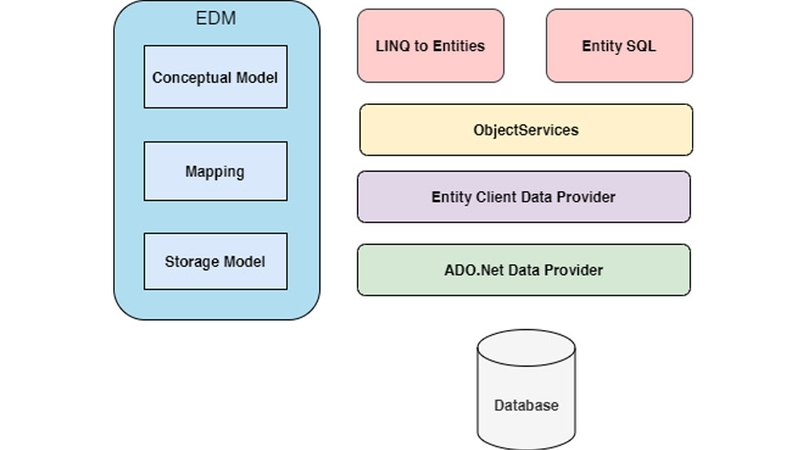 EDM
Conceptual Model
Mapping
Storage Model
LINQ to Entities
Entity SQL
ObjectServices
Entity Client Data Provider
ADO.Net Data Provider
Database